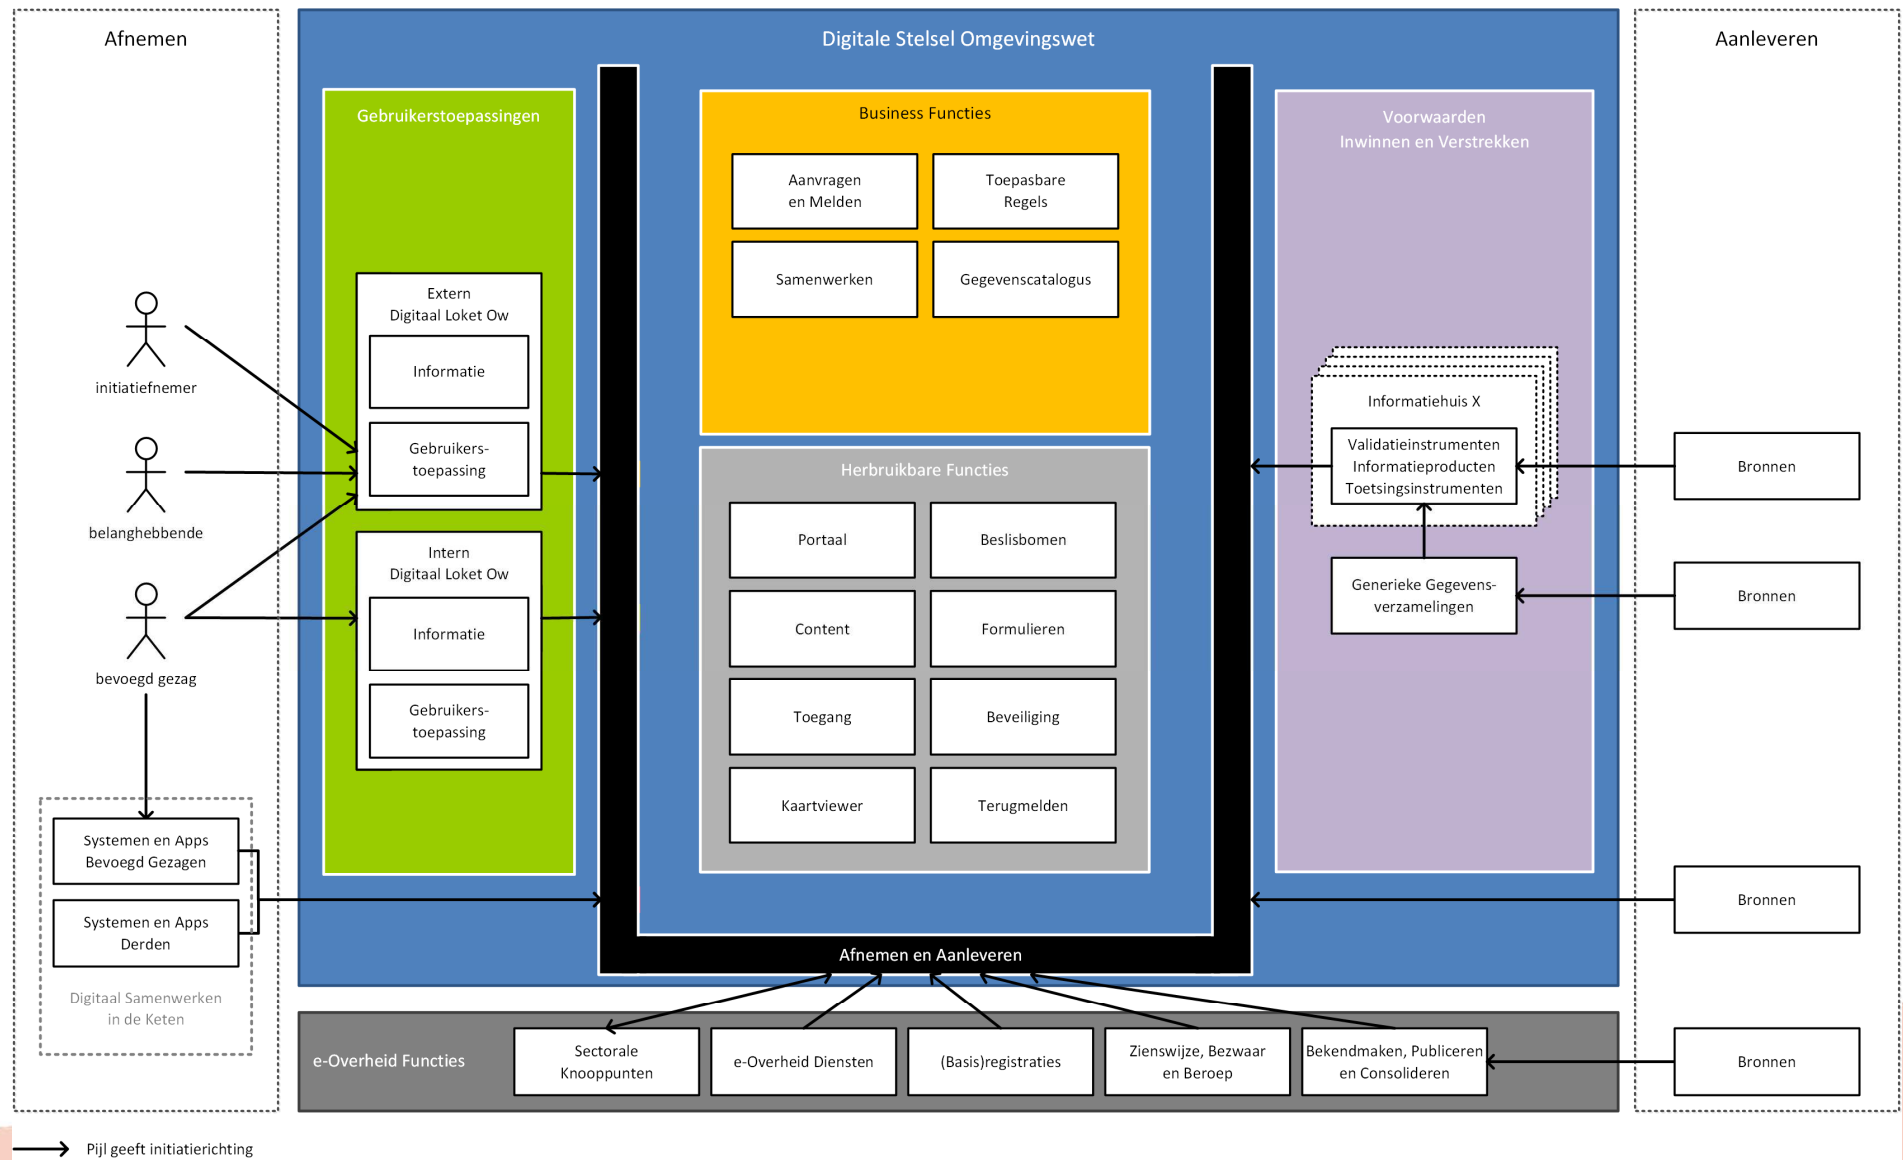 Afnemen
Digitale Stelsel Omgevingswet
Aanleveren
Gebruikerstoepassingen
Extern
Digitaal Loket Ow
Informatie
Gebruikers-
toepassing
Intern
Digitaal Loket Ow
Informatie
Gebruikers-
toepassing
Business Functies
Aanvragen
en Melden
Toepasbare
Regels
Samenwerken
Gegevenscatalogus
Herbruikbare Functies
Portaal
Beslisbomen
Content
Formulieren
Toegang
Beveiliging
Kaartviewer
Terugmelden
Voorwaarden
Inwinnen en Verstrekken
Informatiehuis X
Validatieinstrumenten
Informatieproducten
Toetsingsinstrumenten
Generieke Gegevens-
verzamelingen
initiatiefnemer
belanghebbende
bevoegd gezag
Systemen en Apps
Bevoegd Gezagen
Systemen en Apps
Derden
Digitaal Samenwerken
in de Keten
Bronnen
Bronnen
Bronnen
Bronnen
Afnemen en Aanleveren
e-Overheid Functies
Sectorale
Knooppunten
e-Overheid Diensten
(Basis)registraties
Zienswijze, Bezwaar
en Beroep
Bekendmaken, Publiceren
en Consolideren
Pijl geeft initiatierichting